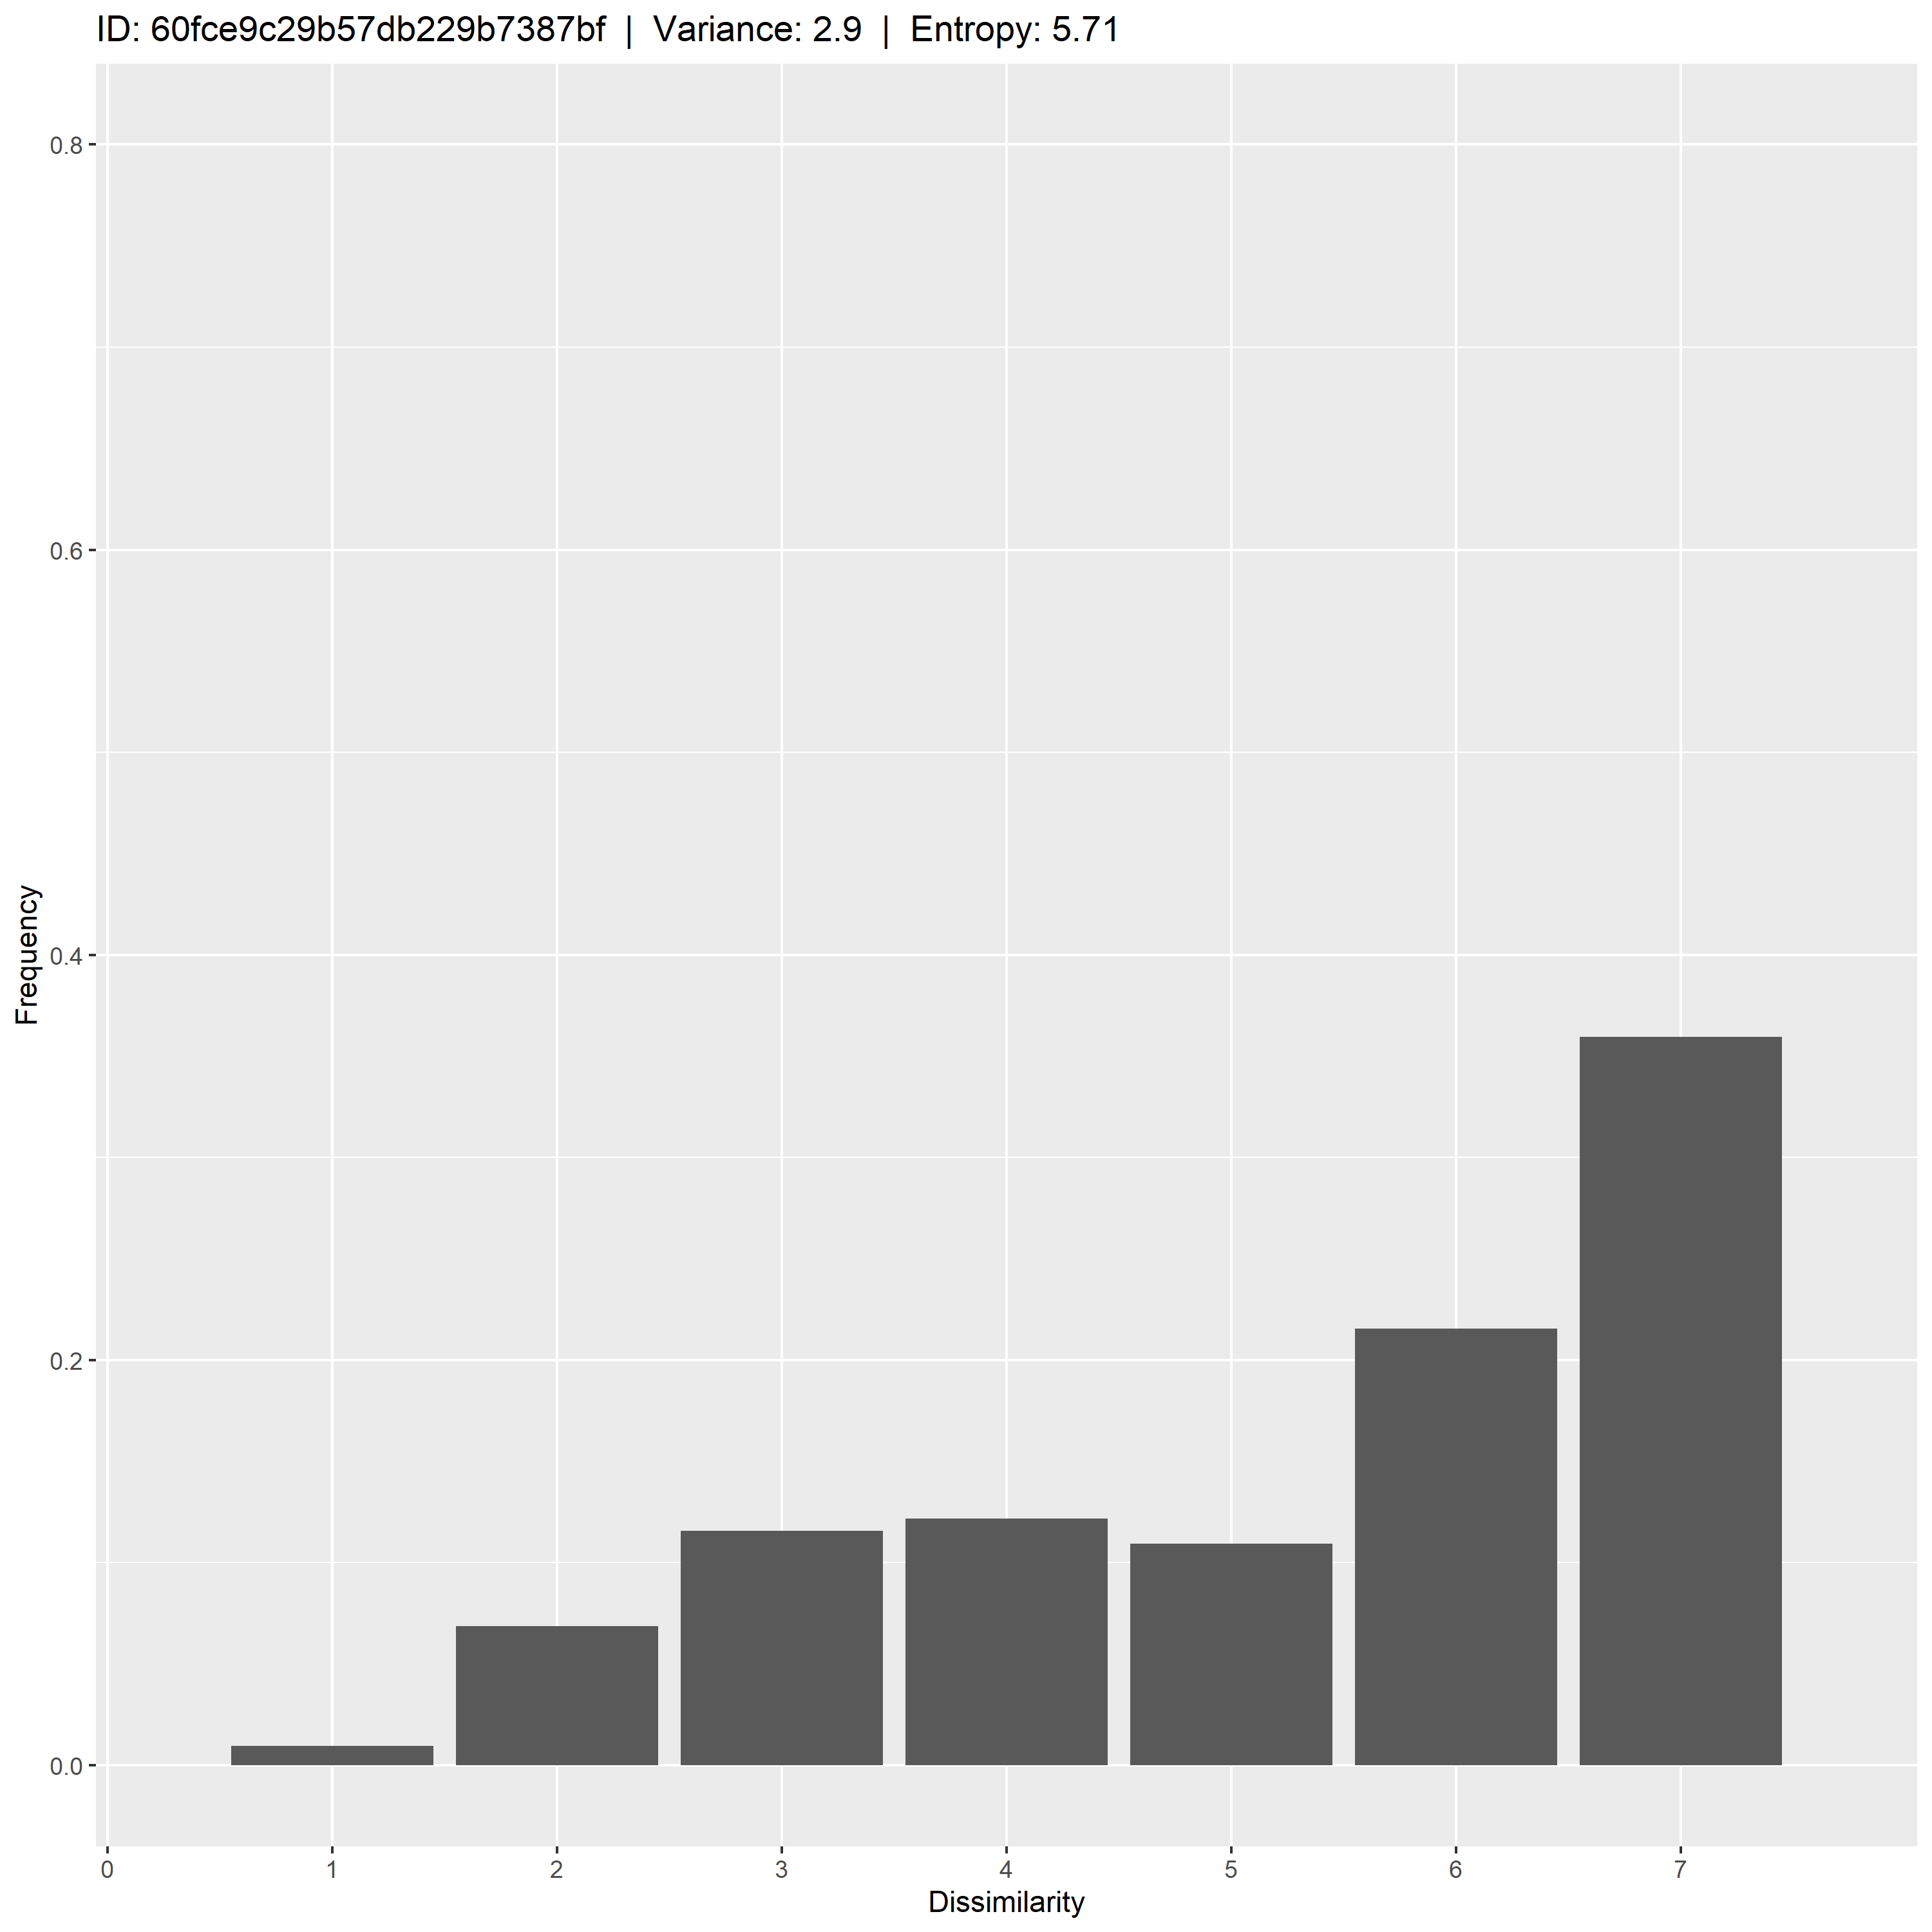 ID: 60fce9c29b57db229b7387bf | Variance: 2.9 | Entropy: 5.71
0.8
0.6
0.4
0.2
0.0
Frequency
0 1 2 3 4 5 6 7
Dissimilarity